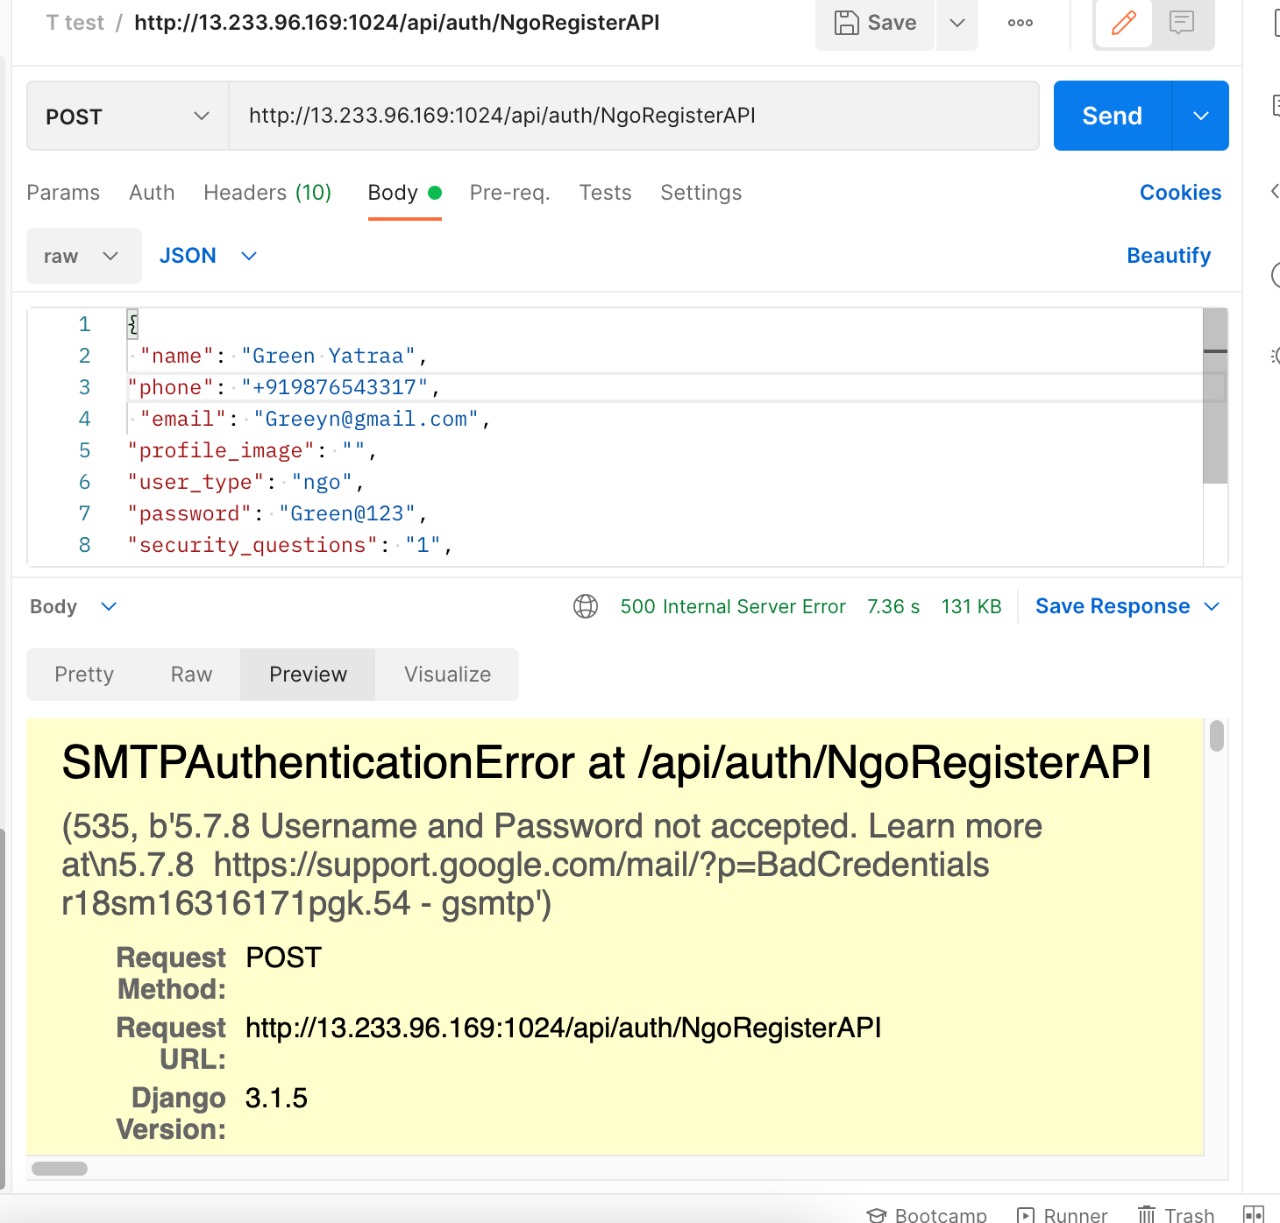 T test / http://13.233.96.169:1024/api/auth/NgoRegisterAPI
Save
POST
http://13.233.96.169:1024/api/auth/NgoRegisterAPI
Send
Params Auth Headers (10) Body Pre-req. Tests Settings Cookies
raw JSON Beautify
1 {
2 "name": "Green Yatraa",
3 "phone": "+919876543317",
4 "email": "Greeyn@gmail.com",
5 "profile_image": "",
6 "user_type": "ngo",
7 "password": "Green@123",
8 "security_questions": "1",
Body 500 Internal Server Error 7.36 s 131 KB Save Response
Pretty Raw Preview Visualize
SMTPAuthenticationError at /api/auth/NgoRegisterAPI
(535, b'5.7.8 Username and Password not accepted. Learn more
at\n5.7.8 https://support.google.com/mail/?p=BadCredentials
r18sm16316171pgk.54 - gsmtp')
Request POST
Method:
Request http://13.233.96.169:1024/api/auth/NgoRegisterAPI
URL:
Django 3.1.5
Version:
Bootcamp Runner Trash